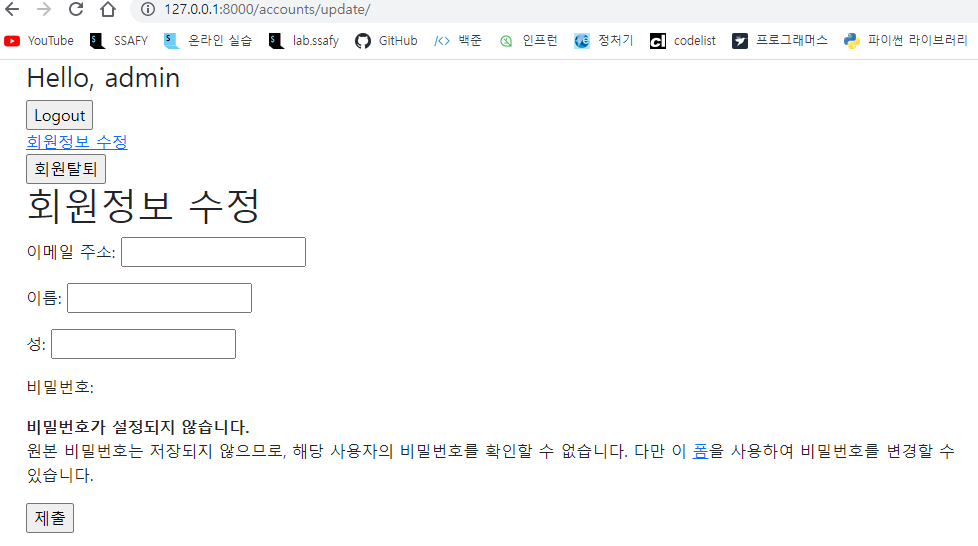 127.0.0.1:8000/accounts/update/
YouTube SSAFY 온라인 실습 lab.ssafy GitHub </> 백준 인프런 정처기 codelist 프로그래머스 파이썬 라이브러리
Hello, admin
Logout
회원정보 수정
회원탈퇴
회원정보 수정
이메일 주소:
이름:
성:
비밀번호:
비밀번호가 설정되지 않습니다.
원본 비밀번호는 저장되지 않으므로, 해당 사용자의 비밀번호를 확인할 수 없습니다. 다만 이 폼을 사용하여 비밀번호를 변경할 수
있습니다.
제출